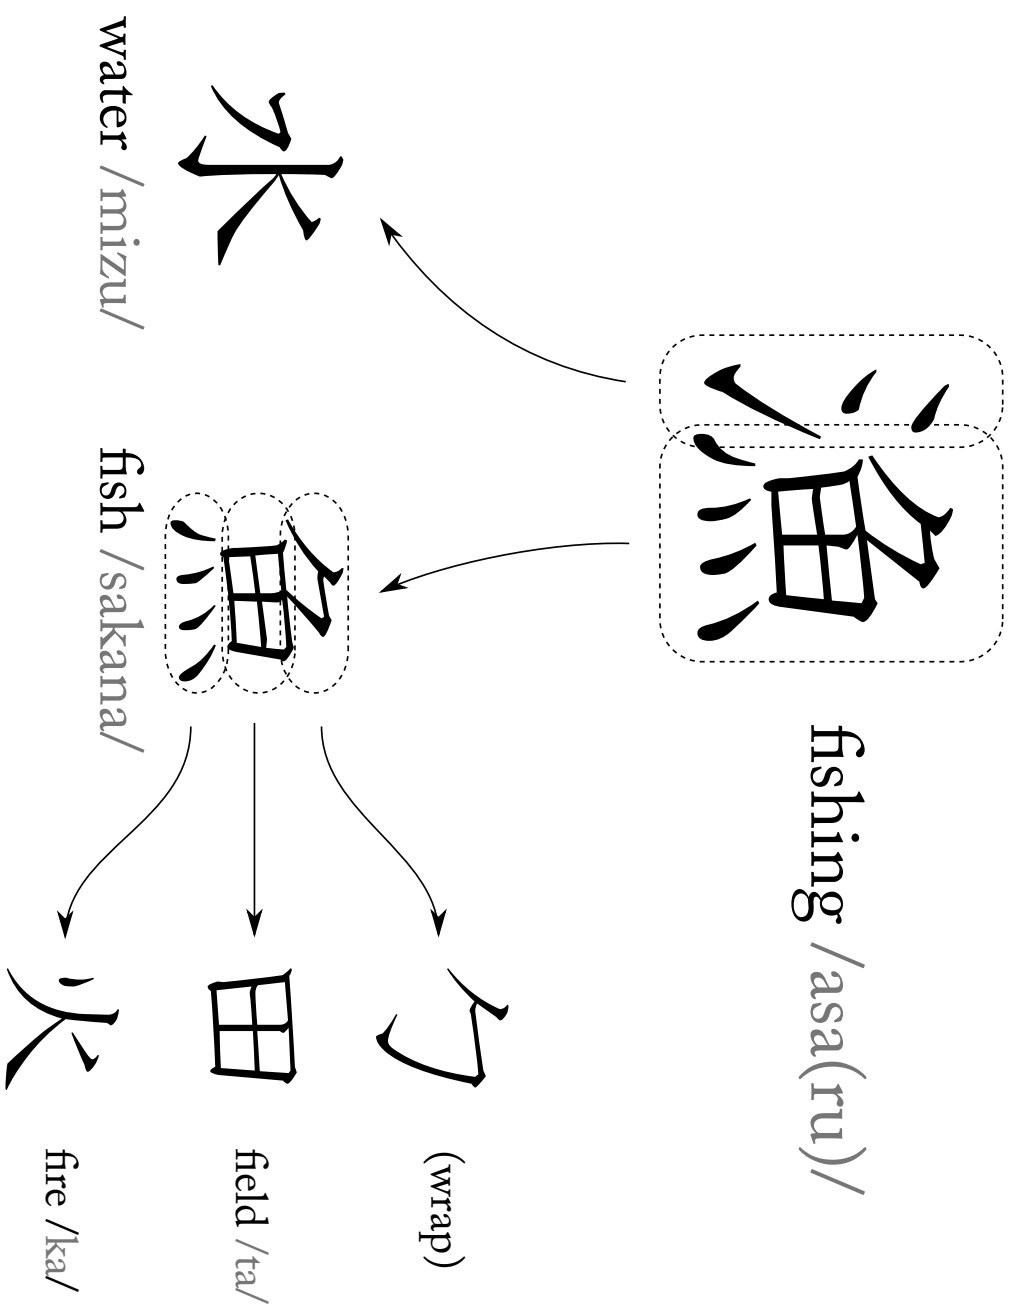 漁 fishing /asa(ru)/
水
water /mizu/
魚
fish /sakana/
勹 (wrap)
田 field /ta/
火 fire /ka/